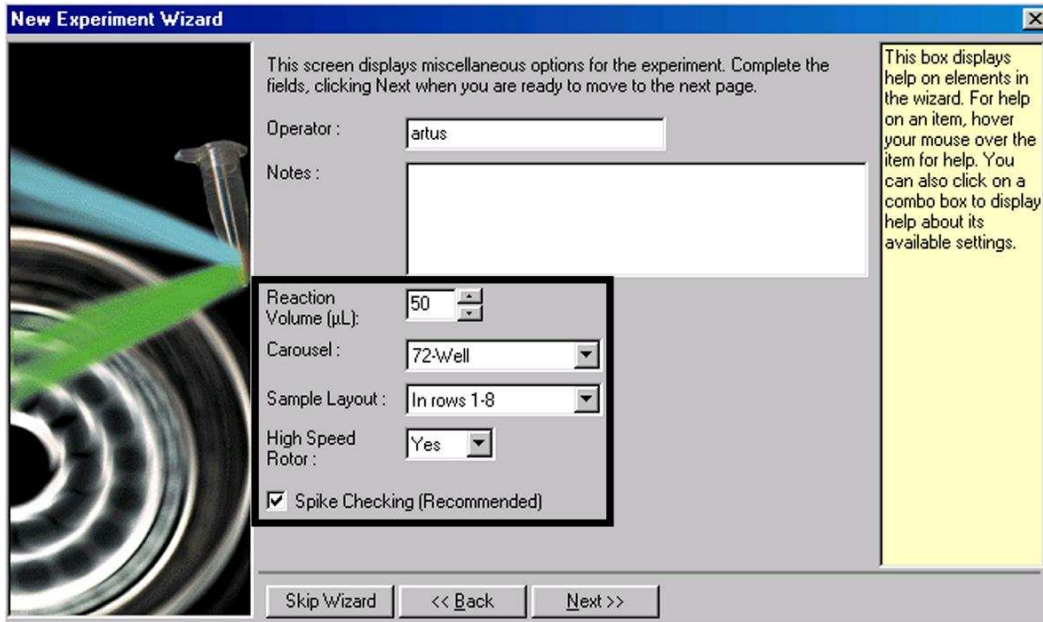 New Experiment Wizard
This screen displays miscellaneous options for the experiment. Complete the
fields, clicking Next when you are ready to move to the next page.
Operator :
artus
Notes :
Reaction
Volume (µL):
50
Carousel :
72-Well
Sample Layout :
In rows 1-8
High Speed
Rotor :
Yes
Spike Checking (Recommended)
This box displays
help on elements in
the wizard. For help
on an item, hover
your mouse over the
item for help. You
can also click on a
combo box to display
help about its
available settings.
Skip Wizard
<< Back
Next >>